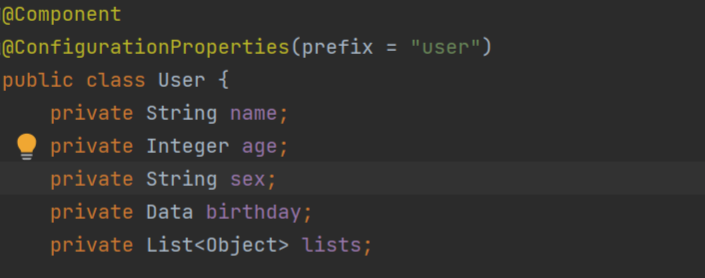 @Component
@ConfigurationProperties(prefix = "user")
public class User {
private String name;
private Integer age;
private String sex;
private Data birthday;
private List<Object> lists;